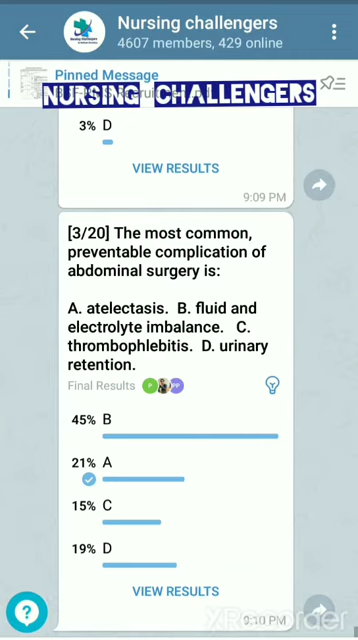 Nursing challengers
4607 members, 429 online
Pinned Message
NURSING CHALLENGERS
3% D
VIEW RESULTS
9:09 PM
[3/20] The most common,
preventable complication of
abdominal surgery is:
A. atelectasis. B. fluid and
electrolyte imbalance. C.
thrombophlebitis. D. urinary
retention.
Final Results P PP
45% B
21% A
15% C
19% D
VIEW RESULTS
9:10 PM
XRecorder